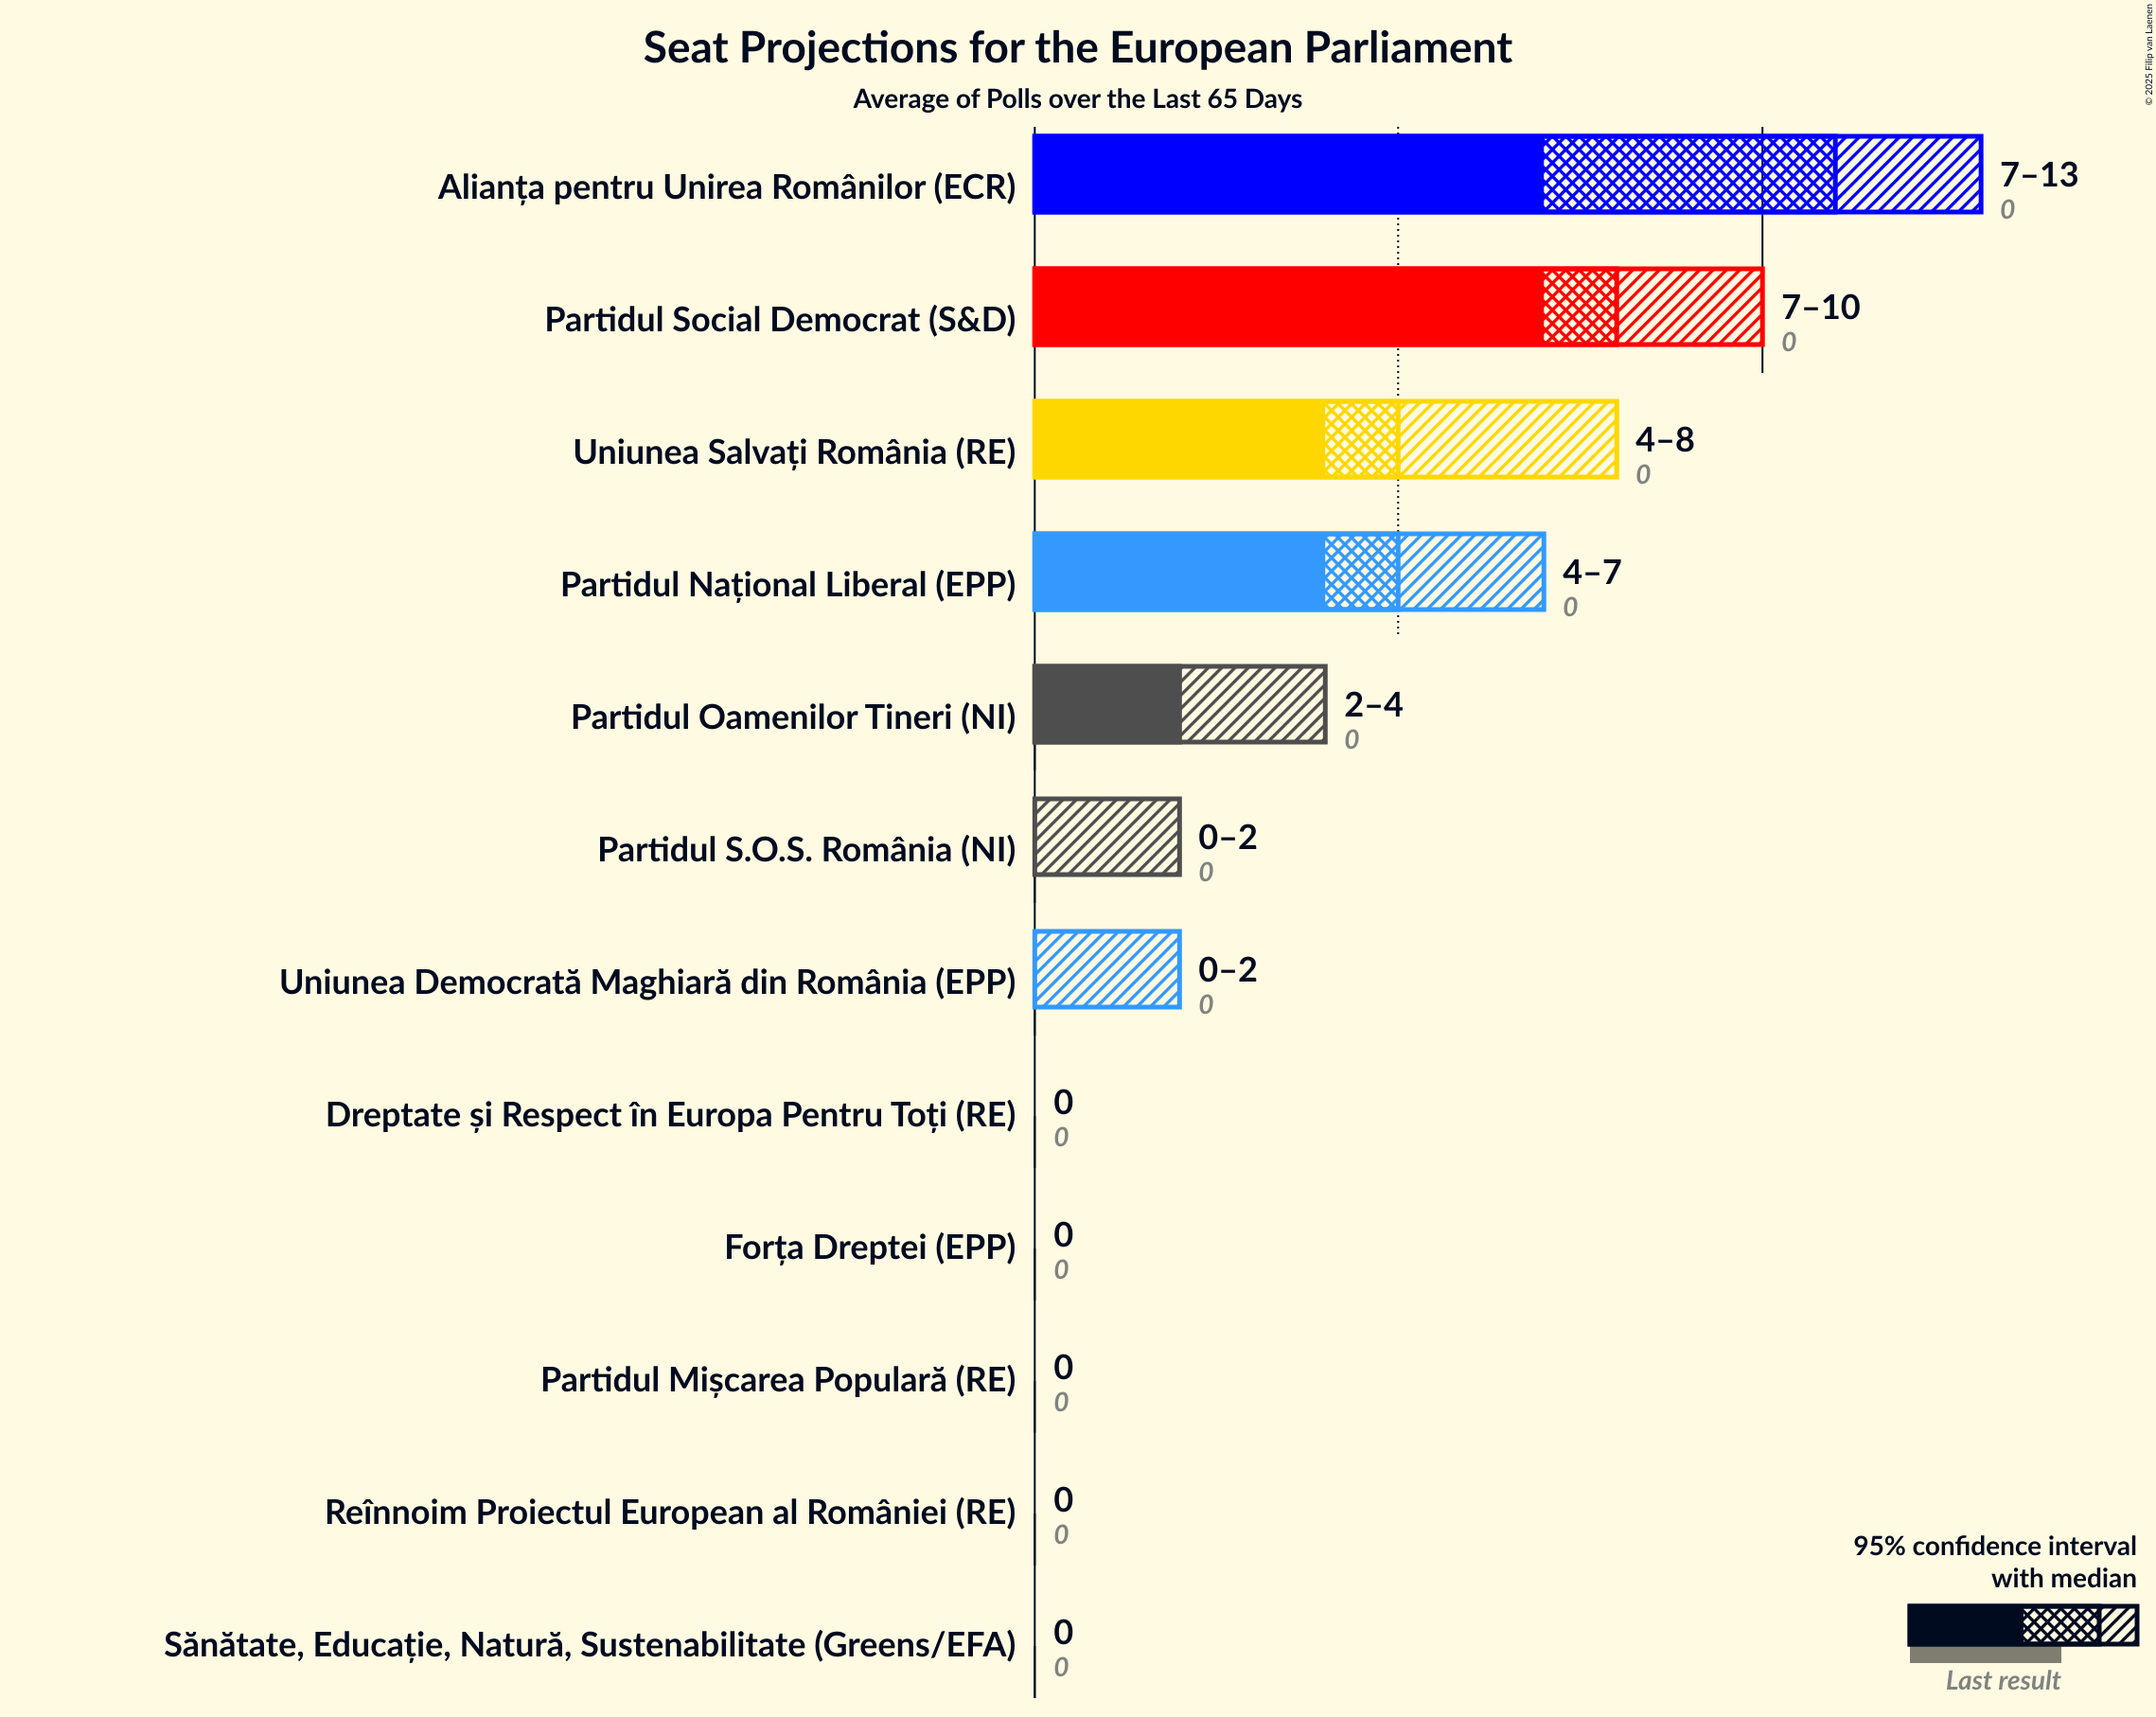 Seat Projections for the European Parliament
Average of Polls over the Last 65 Days
© 2025 Filip van Laenen
Alianța pentru Unirea Românilor (ECR)
7–13
0
Partidul Social Democrat (S&D)
7–10
0
Uniunea Salvați România (RE)
4–8
0
Partidul Național Liberal (EPP)
4–7
0
Partidul Oamenilor Tineri (NI)
2–4
0
Partidul S.O.S. România (NI)
0–2
0
Uniunea Democrată Maghiară din România (EPP)
0–2
0
Dreptate și Respect în Europa Pentru Toți (RE)
0
0
Forța Dreptei (EPP)
0
0
Partidul Mișcarea Populară (RE)
0
0
Reînnoim Proiectul European al României (RE)
0
0
Sănătate, Educație, Natură, Sustenabilitate (Greens/EFA)
0
0
95% confidence interval
with median
Last result